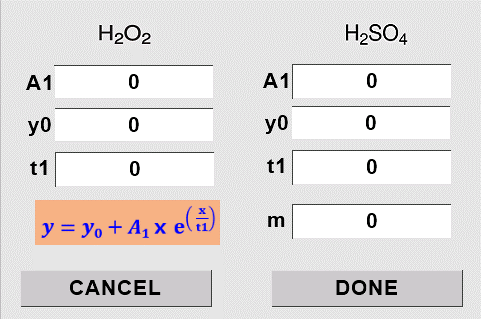 H₂O₂
A1 0
y0 0
t1 0
y = y₀ + A₁ x e^(x/t1)
H₂SO₄
A1 0
y0 0
t1 0
m 0
CANCEL
DONE